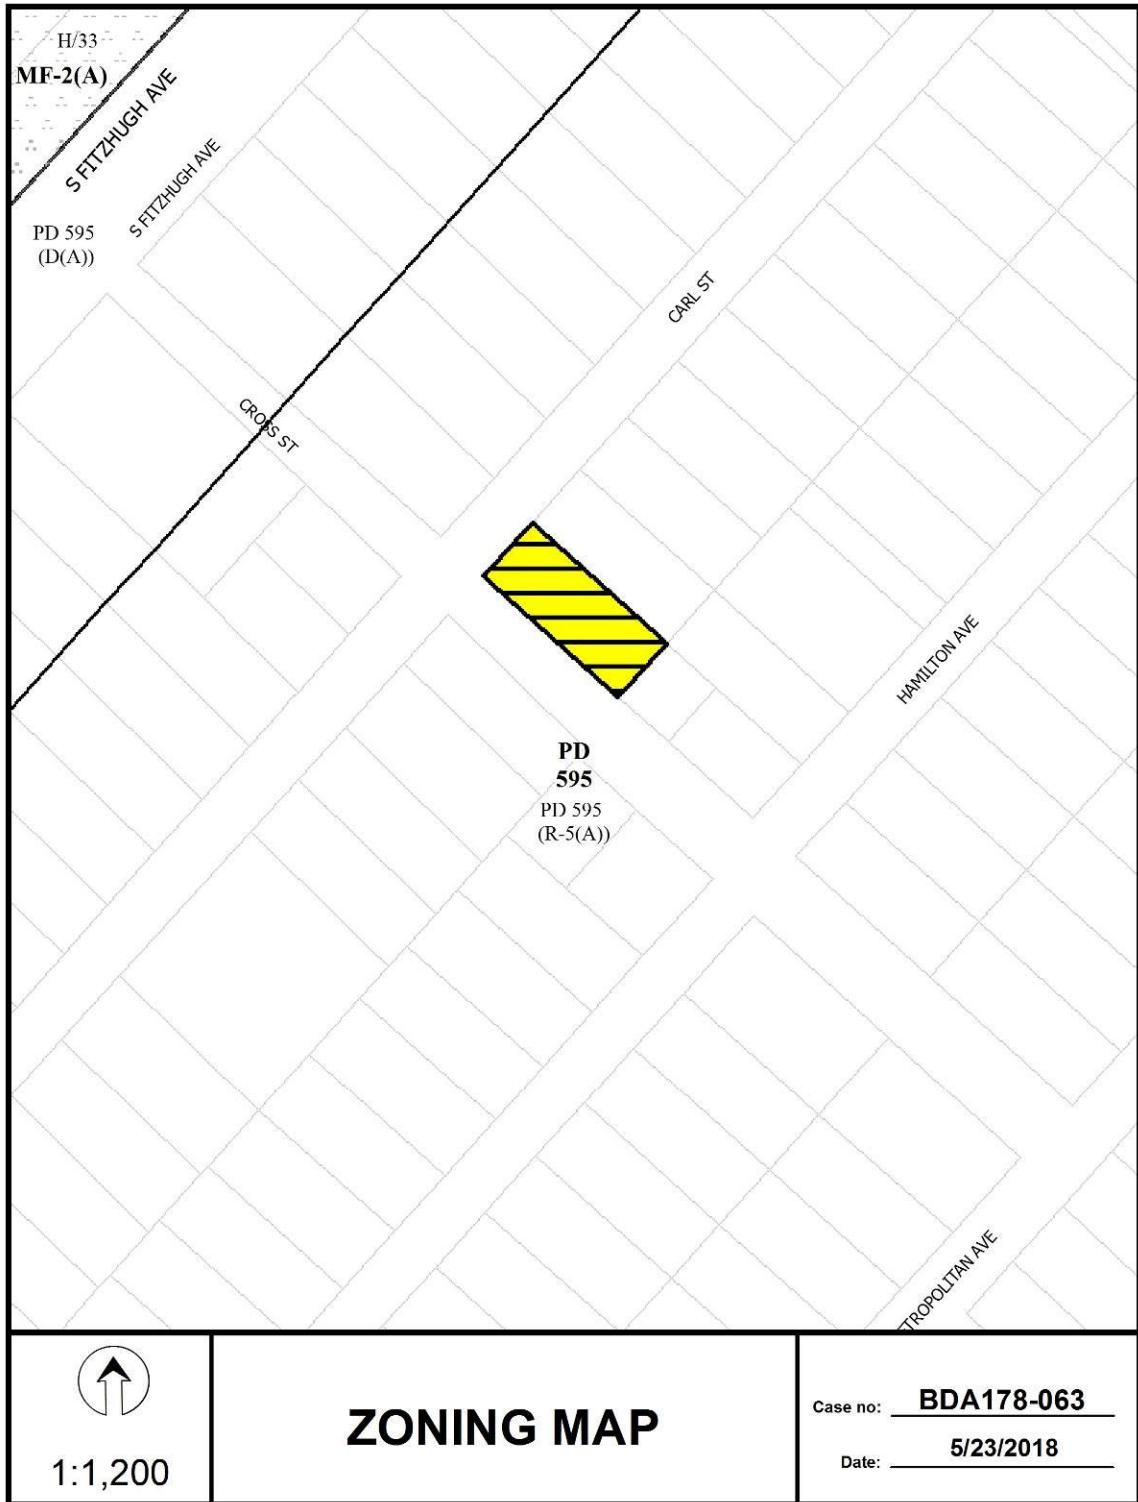 H/33
MF-2(A)
S FITZHUGH AVE
S FITZHUGH AVE
PD 595
(D(A))
CARL ST
CROSS ST
HAMILTON AVE
PD
595
PD 595
(R-5(A))
TROPOLITAN AVE
1:1,200
ZONING MAP
Case no: BDA178-063
Date: 5/23/2018